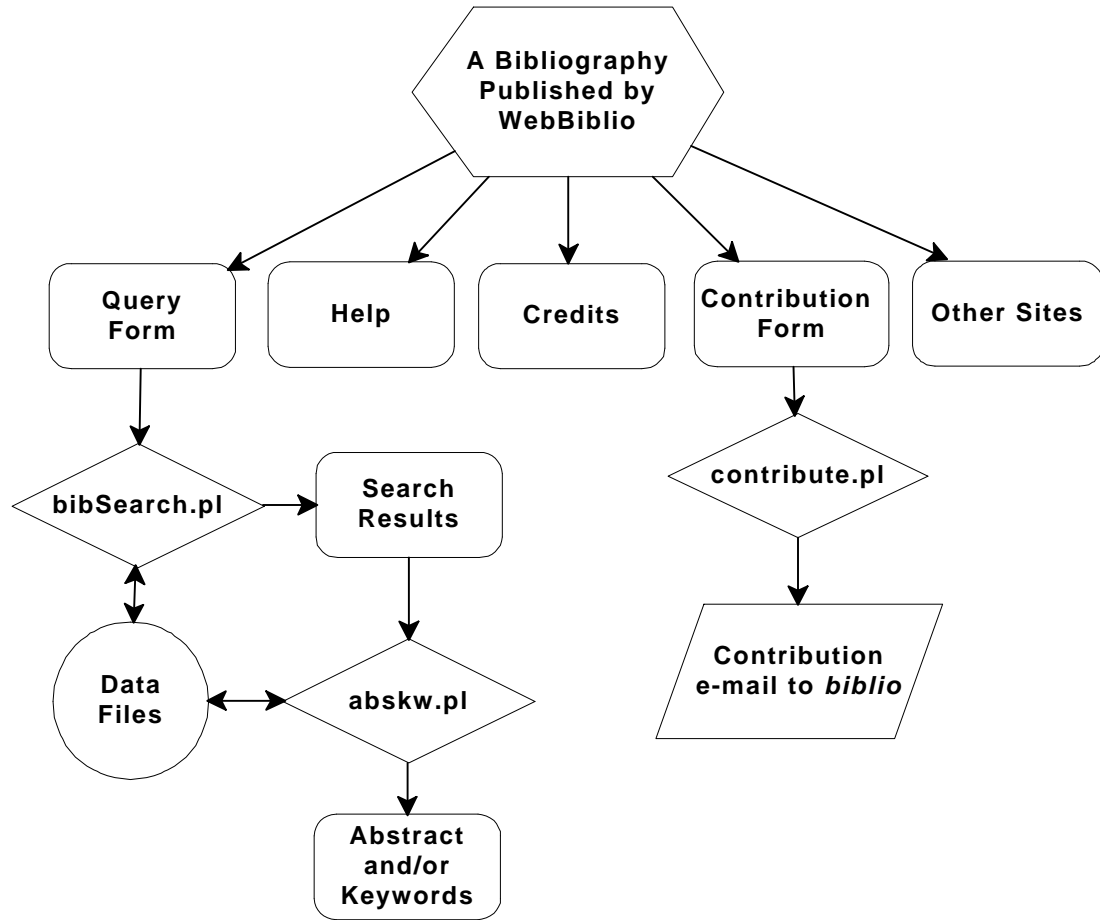 A Bibliography
Published by
WebBiblio
Query
Form
Help
Credits
Contribution
Form
Other Sites
bibSearch.pl
Search
Results
contribute.pl
Data
Files
abskw.pl
Contribution
e-mail to biblio
Abstract
and/or
Keywords